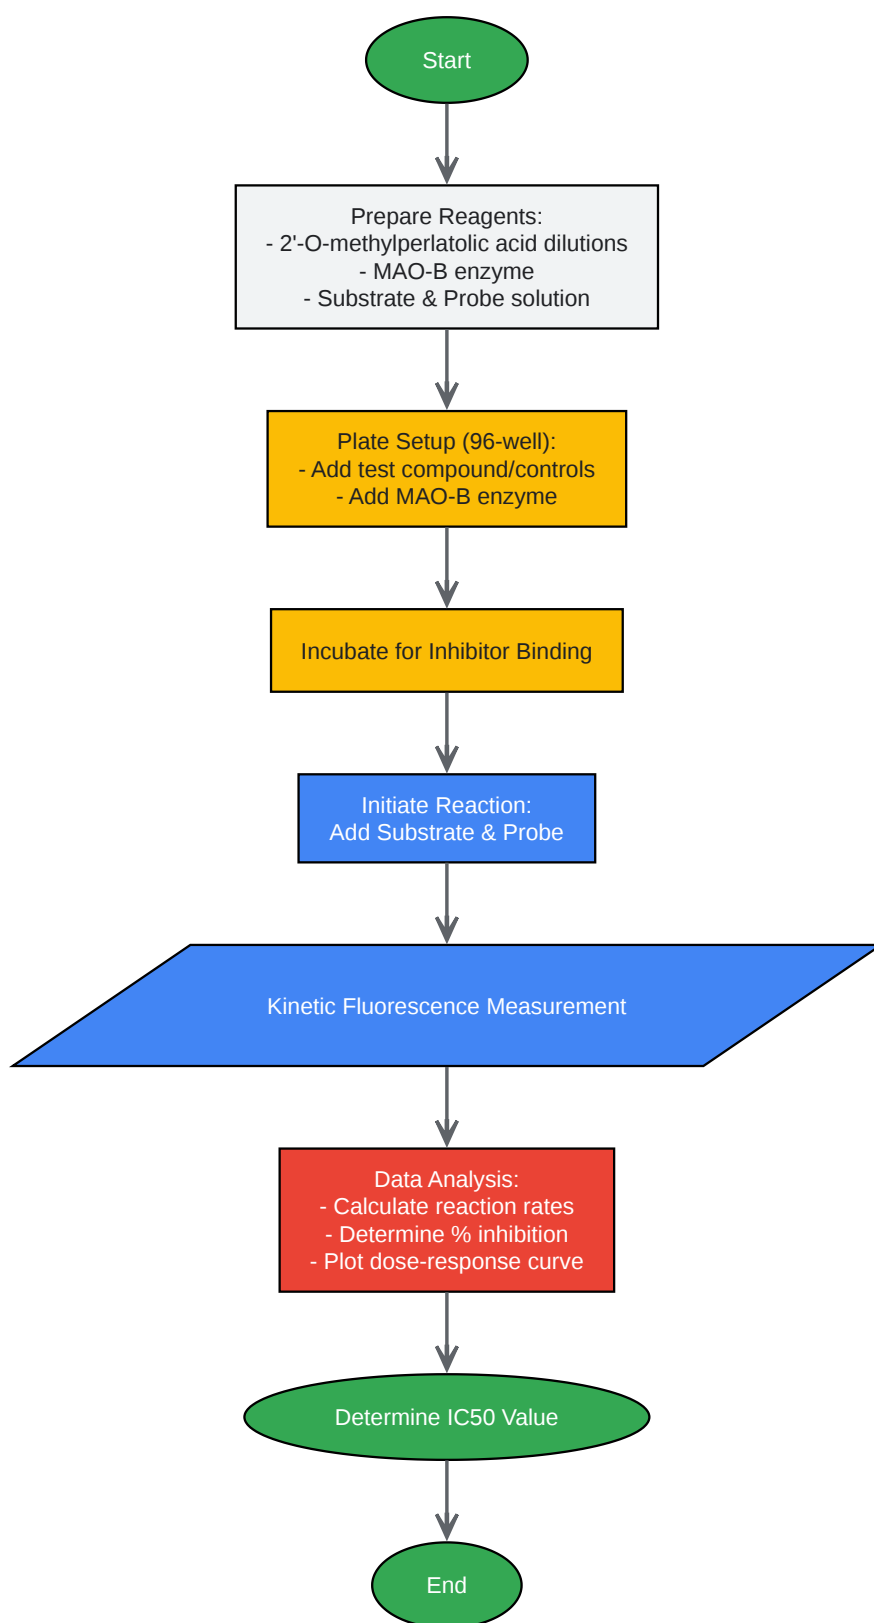 Start
Prepare Reagents:
- 2'-O-methylperlatolic acid dilutions
- MAO-B enzyme
- Substrate & Probe solution
Plate Setup (96-well):
- Add test compound/controls
- Add MAO-B enzyme
Incubate for Inhibitor Binding
Initiate Reaction:
Add Substrate & Probe
Kinetic Fluorescence Measurement
Data Analysis:
- Calculate reaction rates
- Determine % inhibition
- Plot dose-response curve
Determine IC50 Value
End